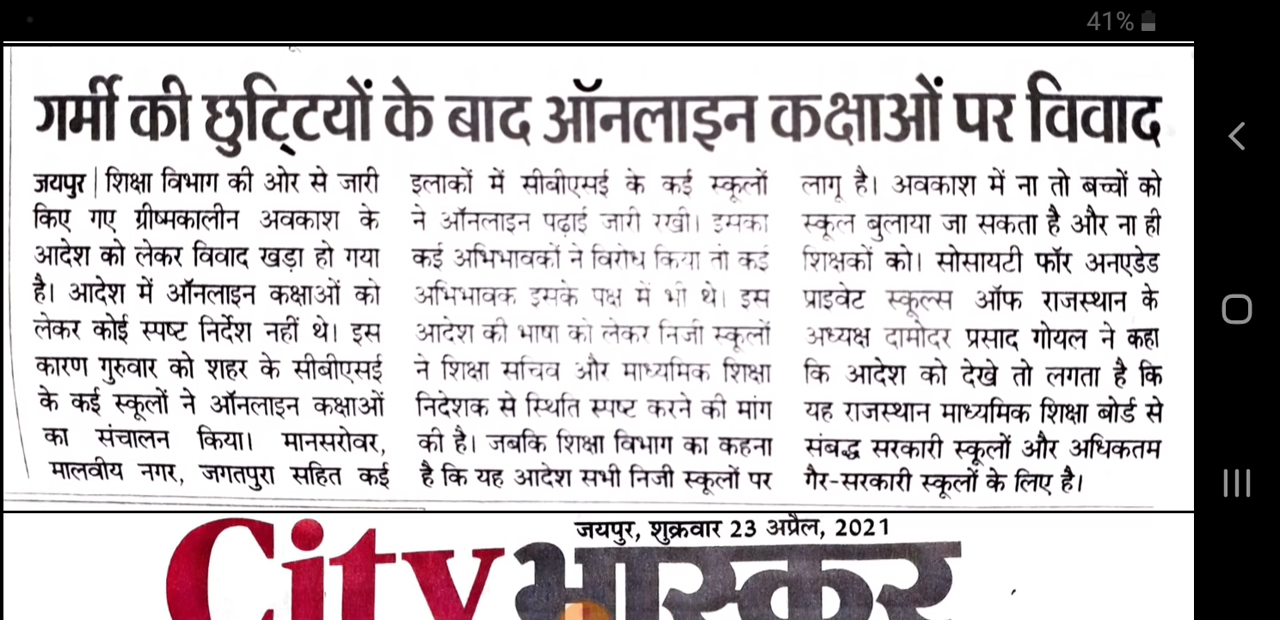 41%
गर्मी की छुट्टियों के बाद ऑनलाइन कक्षाओं पर विवाद
जयपुर | शिक्षा विभाग की ओर से जारी
किए गए ग्रीष्मकालीन अवकाश के
आदेश को लेकर विवाद खड़ा हो गया
है। आदेश में ऑनलाइन कक्षाओं को
लेकर कोई स्पष्ट निर्देश नहीं थे। इस
कारण गुरुवार को शहर के सीबीएसई
के कई स्कूलों ने ऑनलाइन कक्षाओं
का संचालन किया। मानसरोवर,
मालवीय नगर, जगतपुरा सहित कई
इलाकों में सीबीएसई के कई स्कूलों
ने ऑनलाइन पढ़ाई जारी रखी। इसका
कई अभिभावकों ने विरोध किया तो कई
अभिभावक इसके पक्ष में भी थे। इस
आदेश की भाषा को लेकर निजी स्कूलों
ने शिक्षा सचिव और माध्यमिक शिक्षा
निदेशक से स्थिति स्पष्ट करने की मांग
की है। जबकि शिक्षा विभाग का कहना
है कि यह आदेश सभी निजी स्कूलों पर
लागू है। अवकाश में ना तो बच्चों को
स्कूल बुलाया जा सकता है और ना ही
शिक्षकों को। सोसायटी फॉर अनएडेड
प्राइवेट स्कूल्स ऑफ राजस्थान के
अध्यक्ष दामोदर प्रसाद गोयल ने कहा
कि आदेश को देखे तो लगता है कि
यह राजस्थान माध्यमिक शिक्षा बोर्ड से
संबद्ध सरकारी स्कूलों और अधिकतम
गैर-सरकारी स्कूलों के लिए है।
जयपुर, शुक्रवार 23 अप्रैल, 2021
City भास्कर